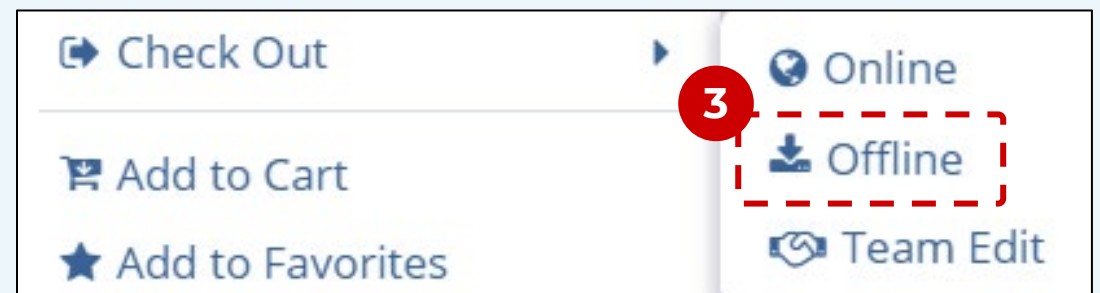 Check Out
Add to Cart
Add to Favorites
3
Online
Offline
Team Edit